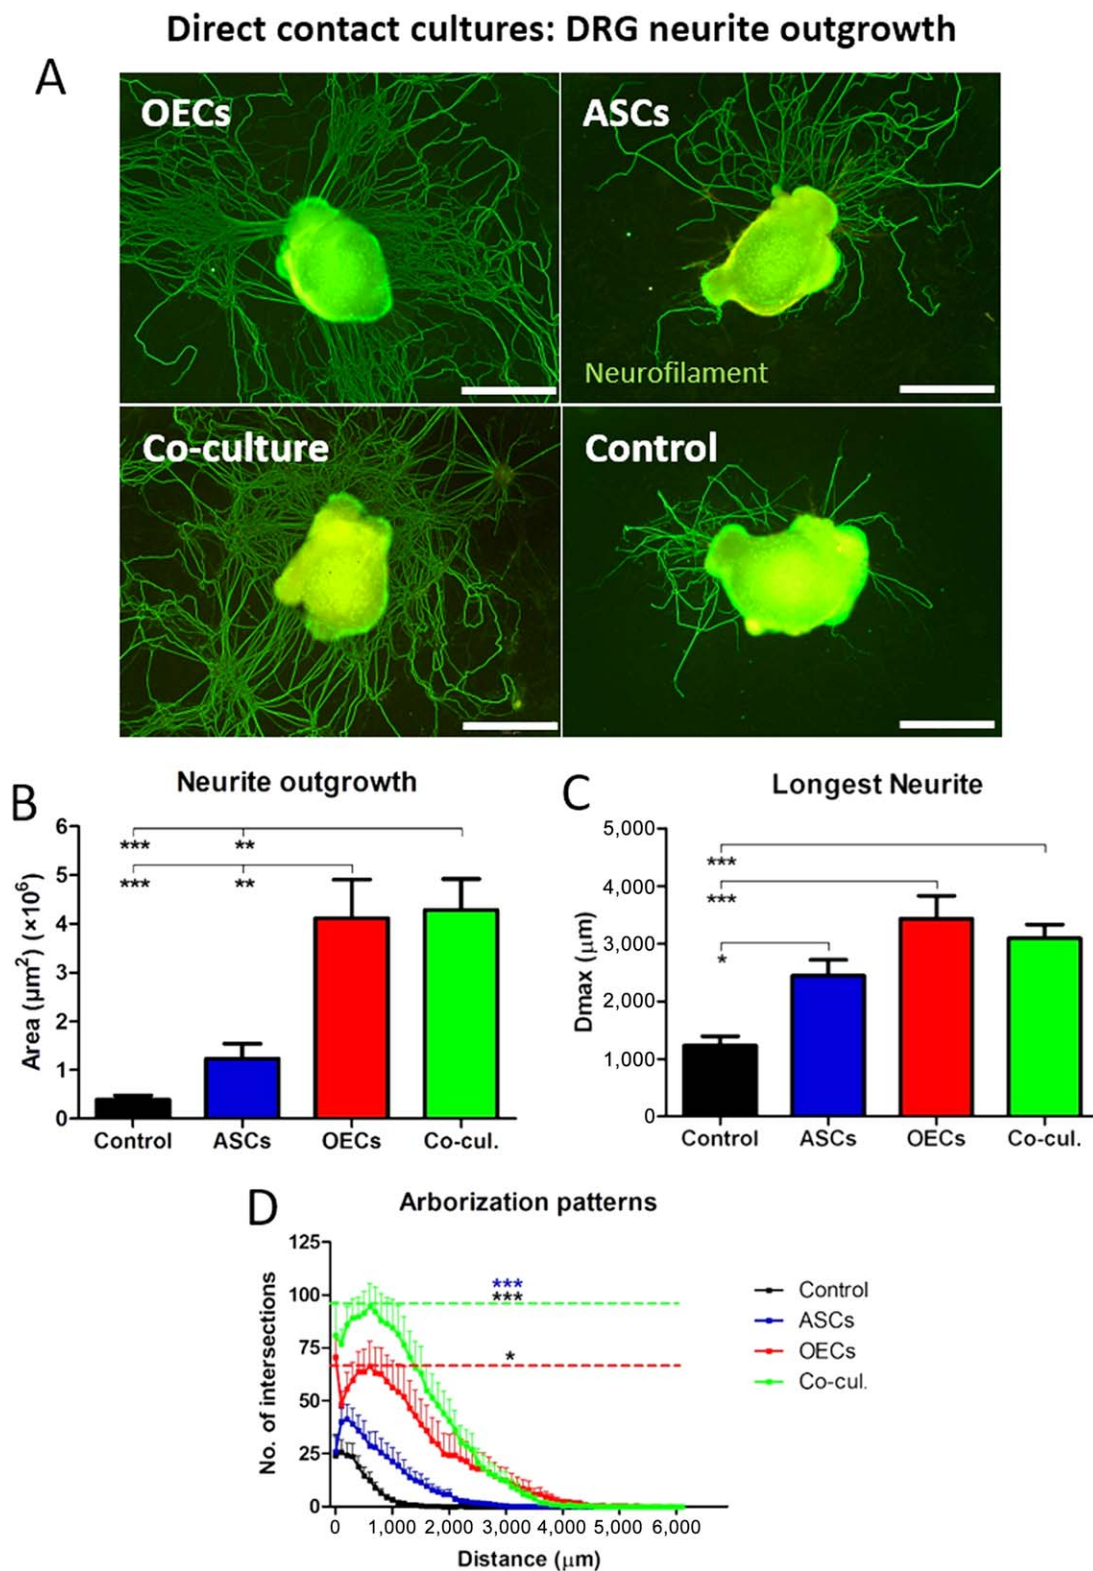 Direct contact cultures: DRG neurite outgrowth
A
OECs
ASCs
Neurofilament
Co-culture
Control
B
Neurite outgrowth
Area (μm²) (×10⁶)
6
5
4
3
2
1
0
*** **
*** **
Control ASCs OECs Co-cul.
C
Longest Neurite
Dmax (μm)
5,000
4,000
3,000
2,000
1,000
0
***
***
*
Control ASCs OECs Co-cul.
D
Arborization patterns
No. of intersections
125
100
75
50
25
0
***
***
*
Control
ASCs
OECs
Co-cul.
0 1,000 2,000 3,000 4,000 5,000 6,000
Distance (μm)